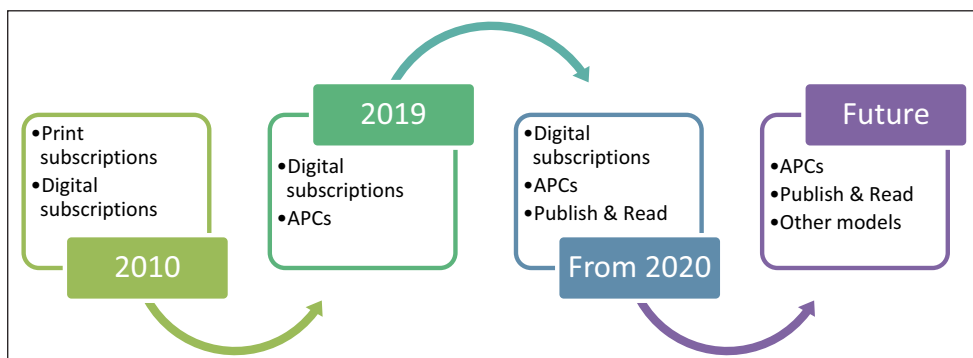 •Print
subscriptions
•Digital
subscriptions
2010
2019
•Digital
subscriptions
•APCs
•Digital
subscriptions
•APCs
•Publish & Read
From 2020
Future
•APCs
•Publish & Read
•Other models